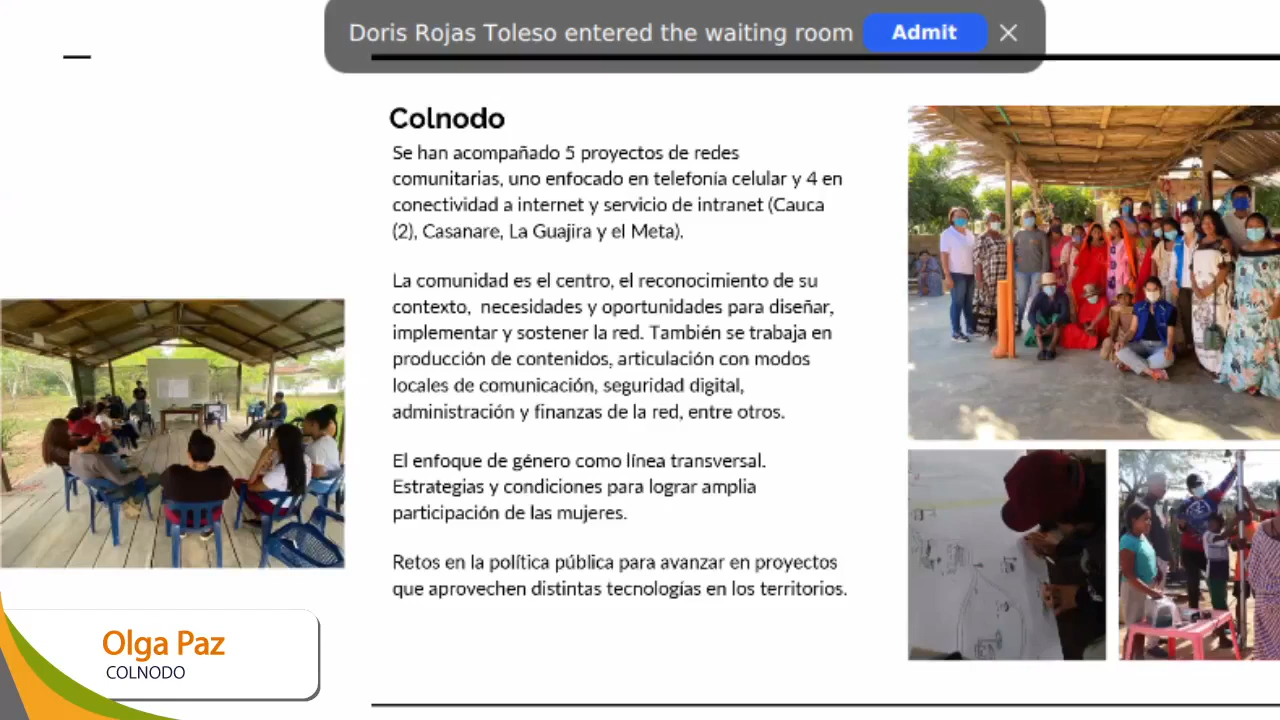 Doris Rojas Toleso entered the waiting room Admit
Colnodo
Se han acompañado 5 proyectos de redes
comunitarias, uno enfocado en telefonía celular y 4 en
conectividad a internet y servicio de intranet (Cauca
(2), Casanare, La Guajira y el Meta).
La comunidad es el centro, el reconocimiento de su
contexto, necesidades y oportunidades para diseñar,
implementar y sostener la red. También se trabaja en
producción de contenidos, articulación con modos
locales de comunicación, seguridad digital,
administración y finanzas de la red, entre otros.
El enfoque de género como línea transversal.
Estrategias y condiciones para lograr amplia
participación de las mujeres.
Retos en la política pública para avanzar en proyectos
que aprovechen distintas tecnologías en los territorios.
Olga Paz
COLNODO